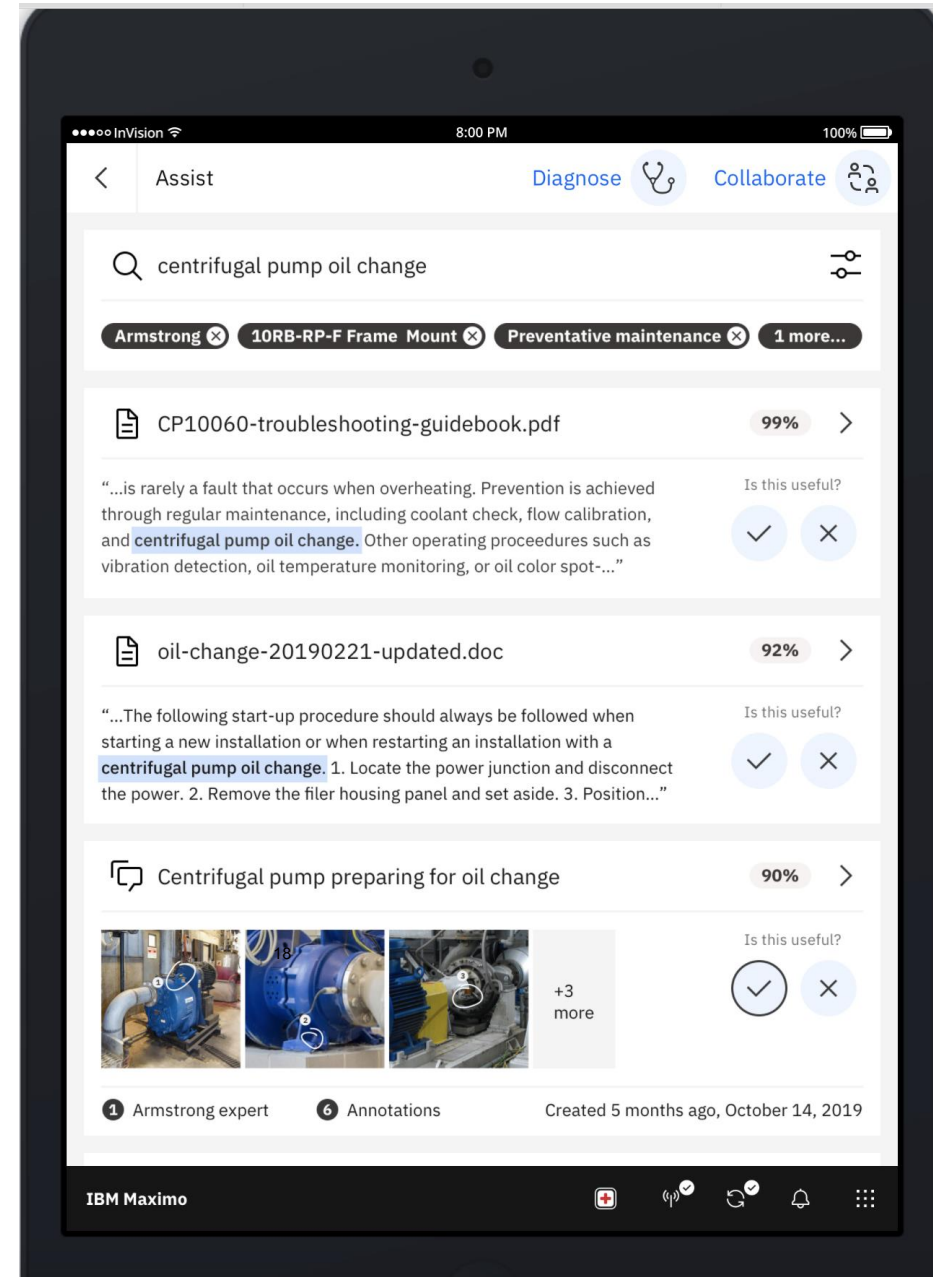 InVision 8:00 PM 100%
Assist Diagnose Collaborate
centrifugal pump oil change
Armstrong 10RB-RP-F Frame Mount Preventative maintenance 1 more...
CP10060-troubleshooting-guidebook.pdf 99%
“...is rarely a fault that occurs when overheating. Prevention is achieved
through regular maintenance, including coolant check, flow calibration,
and centrifugal pump oil change. Other operating proceedures such as
vibration detection, oil temperature monitoring, or oil color spot-...”
Is this useful?
oil-change-20190221-updated.doc 92%
“...The following start-up procedure should always be followed when
starting a new installation or when restarting an installation with a
centrifugal pump oil change. 1. Locate the power junction and disconnect
the power. 2. Remove the filer housing panel and set aside. 3. Position...”
Is this useful?
Centrifugal pump preparing for oil change 90%
1
18
2
3
+3
more
Is this useful?
1 Armstrong expert 6 Annotations Created 5 months ago, October 14, 2019
IBM Maximo